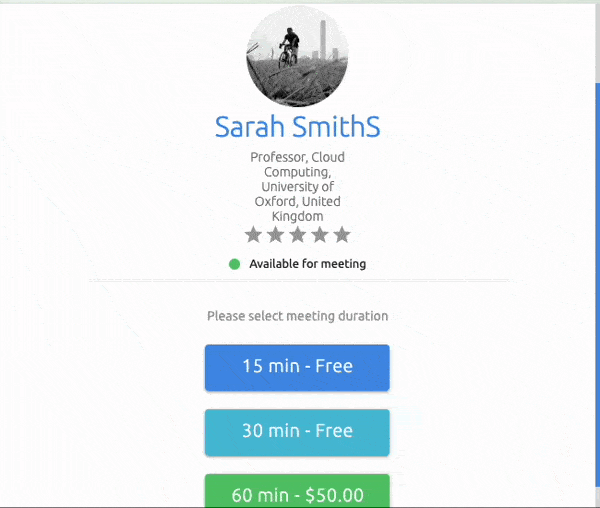 Sarah SmithS
Professor, Cloud
Computing,
University of
Oxford, United
Kingdom
Available for meeting
Please select meeting duration
15 min - Free
30 min - Free
60 min - $50.00